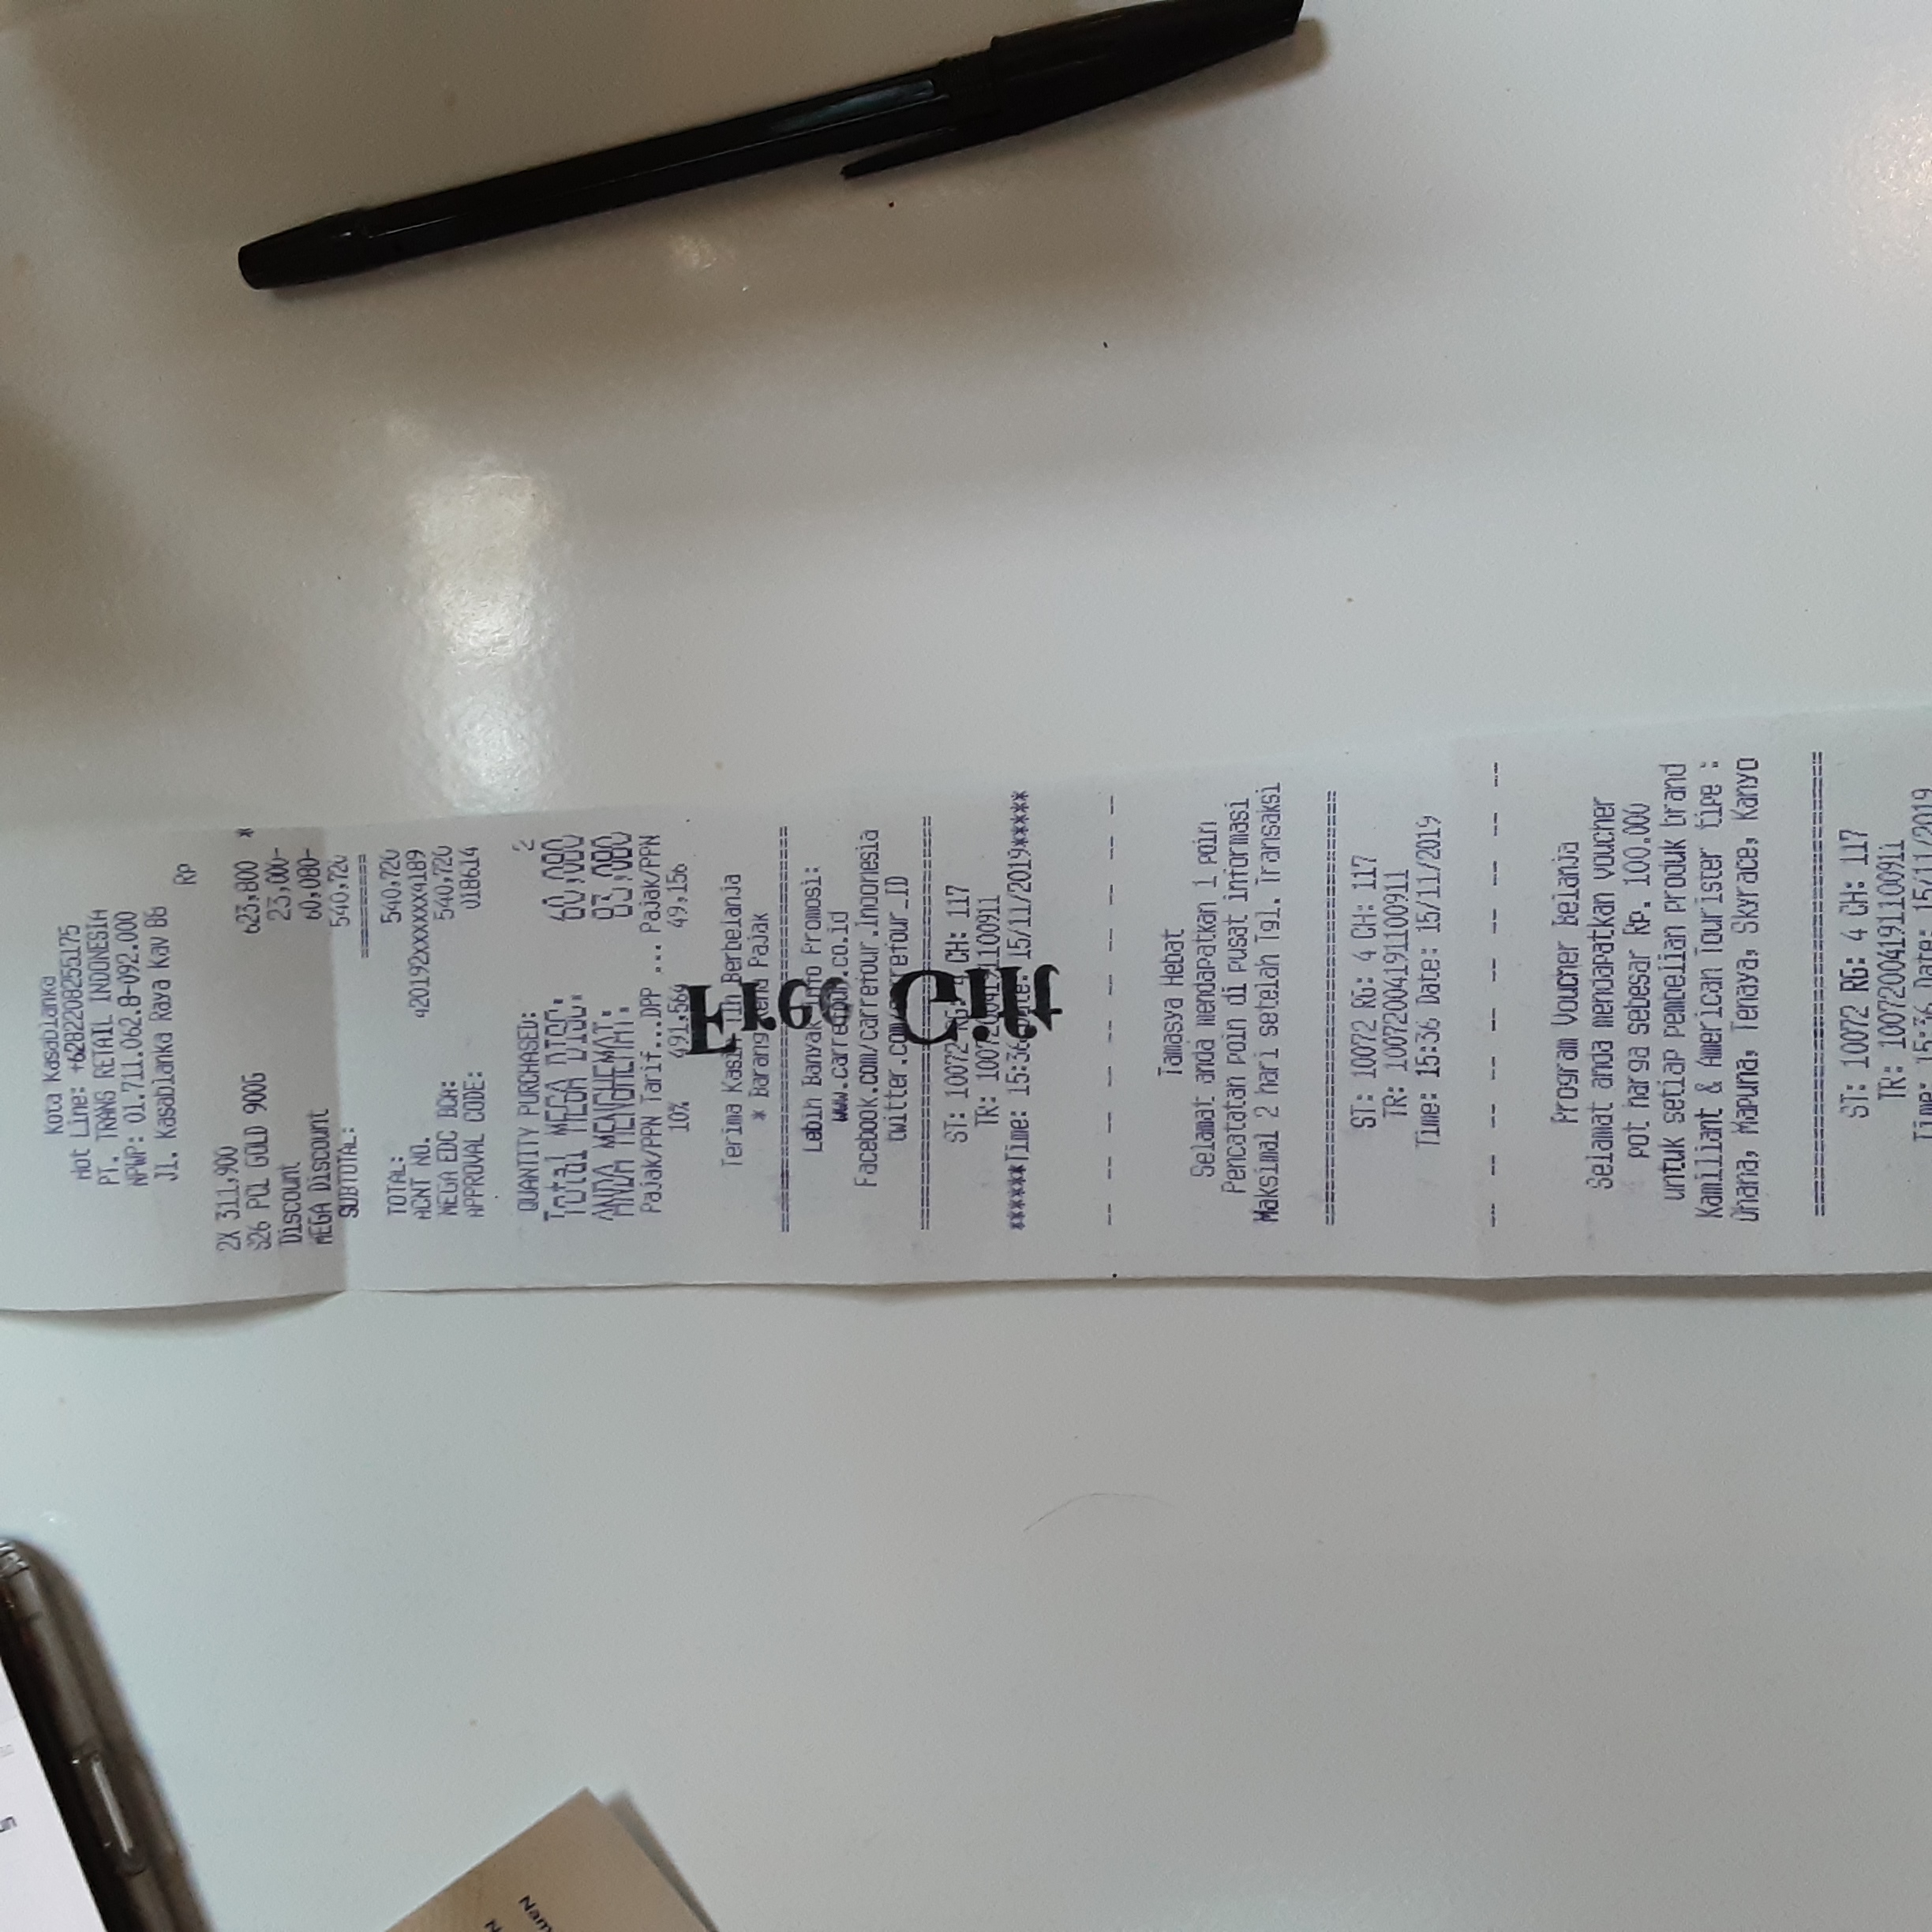 Kota Kasablanka
Hot Line: +6282208255175
PT. TRANS RETAIL INDONESIA
NPWP: 01.711.062.8-092.000
Jl. Kasablanka Raya Kav 88
Rp
2X 311,900
S26 PCL GOLD 900G 623,800 *
Discount 23,000-
MEGA Discount 60,080-
SUBTOTAL: 540,720
==========
TOTAL: 540,720
ACNT NO. 420192xxxxxx4189
MEGA EDC BCA: 540,720
APPROVAL CODE: 018614
QUANTITY PURCHASED: 2
Total MEGA DISC: 60,080
ANDA MENGHEMAT: 83,080
Pajak/PPN Tarif...DPP ... Pajak/PPN
10% 491,564 49,156
Terima Kasih Tlh Berbelanja
* Barang Kena Pajak
Lebih Banyak Info Promosi:
www.carrefour.co.id
Facebook.com/carrefour.Indonesia
twitter.com/carrefour_ID
ST: 10072 RG: 4 CH: 117
TR: 10072004191100911
******Time: 15:36 Date: 15/11/2019*****
Free Gift
Tamasya Hebat
Selamat anda mendapatkan 1 poin
Pencatatan poin di pusat informasi
Maksimal 2 hari setelah Tgl. Transaksi
ST: 10072 RG: 4 CH: 117
TR: 10072004191100911
Time: 15:36 Date: 15/11/2019
Program Voucher Belanja
Selamat anda mendapatkan voucher
pot harga sebesar Rp. 100.000
untuk setiap pembelian produk brand
Kamiliant & American Tourister tipe :
Ohana, Mapuna, Tenaya, Skyrace, Kanyo
ST: 10072 RG: 4 CH: 117
TR: 10072004191100911
Time: 15:36 Date: 15/11/2019